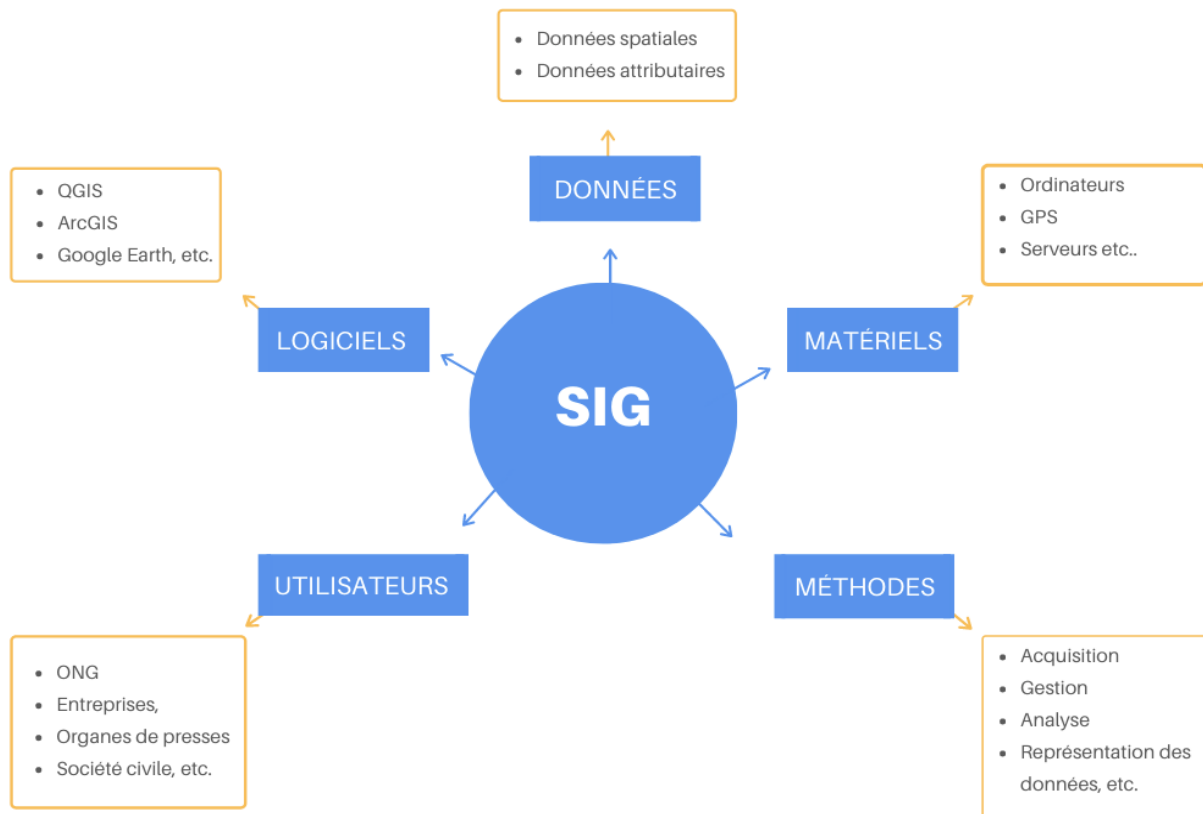 • Données spatiales
• Données attributaires
DONNÉES
• QGIS
• ArcGIS
• Google Earth, etc.
LOGICIELS
• Ordinateurs
• GPS
• Serveurs etc..
MATÉRIELS
SIG
UTILISATEURS
• ONG
• Entreprises,
• Organes de presses
• Société civile, etc.
MÉTHODES
• Acquisition
• Gestion
• Analyse
• Représentation des
données, etc.